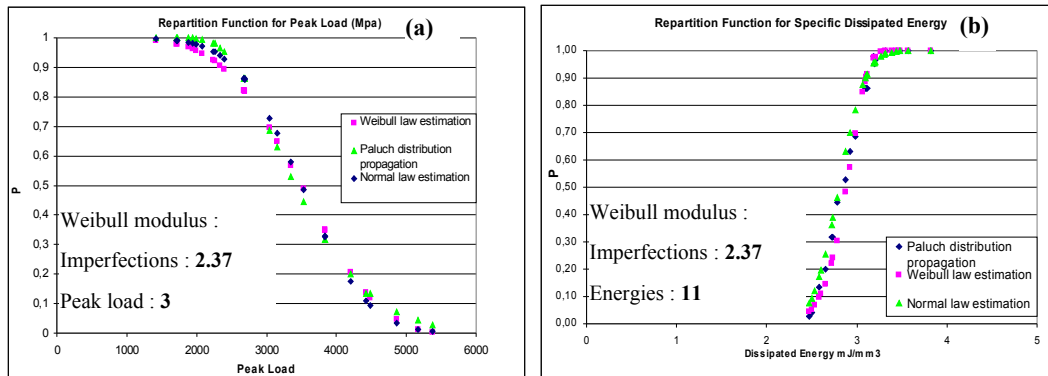 Repartition Function for Peak Load (Mpa)
(a)
P
1
0,9
0,8
0,7
0,6
0,5
0,4
0,3
0,2
0,1
0
0 1000 2000 3000 4000 5000 6000
Peak Load
Weibull law estimation
Paluch distribution
propagation
Normal law estimation
Weibull modulus :
Imperfections : 2.37
Peak load : 3
Repartition Function for Specific Dissipated Energy
(b)
P
1,00
0,90
0,80
0,70
0,60
0,50
0,40
0,30
0,20
0,10
0,00
0 1 2 3 4 5
Dissipated Energy mJ/mm3
Weibull modulus :
Imperfections : 2.37
Energies : 11
Paluch distribution
propagation
Weibull law estimation
Normal law estimation